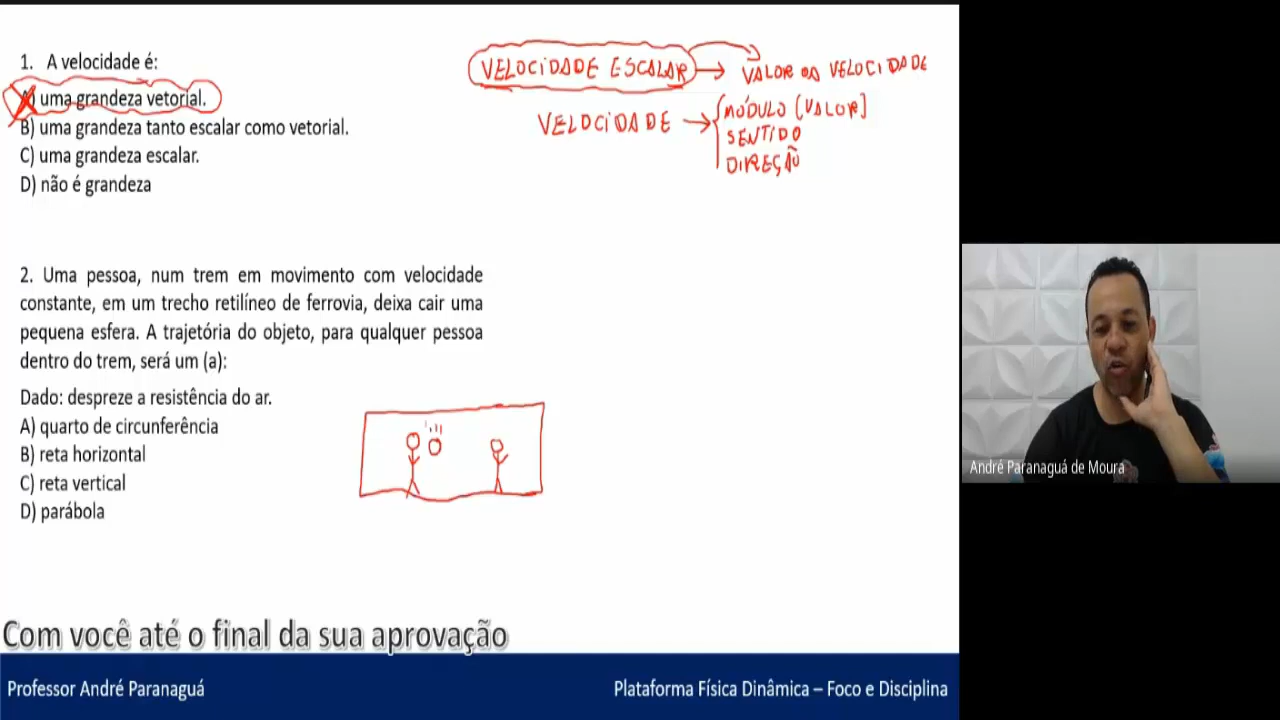 1. A velocidade é:
A) uma grandeza vetorial.
B) uma grandeza tanto escalar como vetorial.
C) uma grandeza escalar.
D) não é grandeza
VELOCIDADE ESCALAR → VALOR DA VELOCIDADE
VELOCIDADE → MÓDULO (VALOR)
SENTIDO
DIREÇÃO
2. Uma pessoa, num trem em movimento com velocidade
constante, em um trecho retilíneo de ferrovia, deixa cair uma
pequena esfera. A trajetória do objeto, para qualquer pessoa
dentro do trem, será um (a):
Dado: despreze a resistência do ar.
A) quarto de circunferência
B) reta horizontal
C) reta vertical
D) parábola
André Paranaguá de Moura
Com você até o final da sua aprovação
Professor André Paranaguá
Plataforma Física Dinâmica – Foco e Disciplina